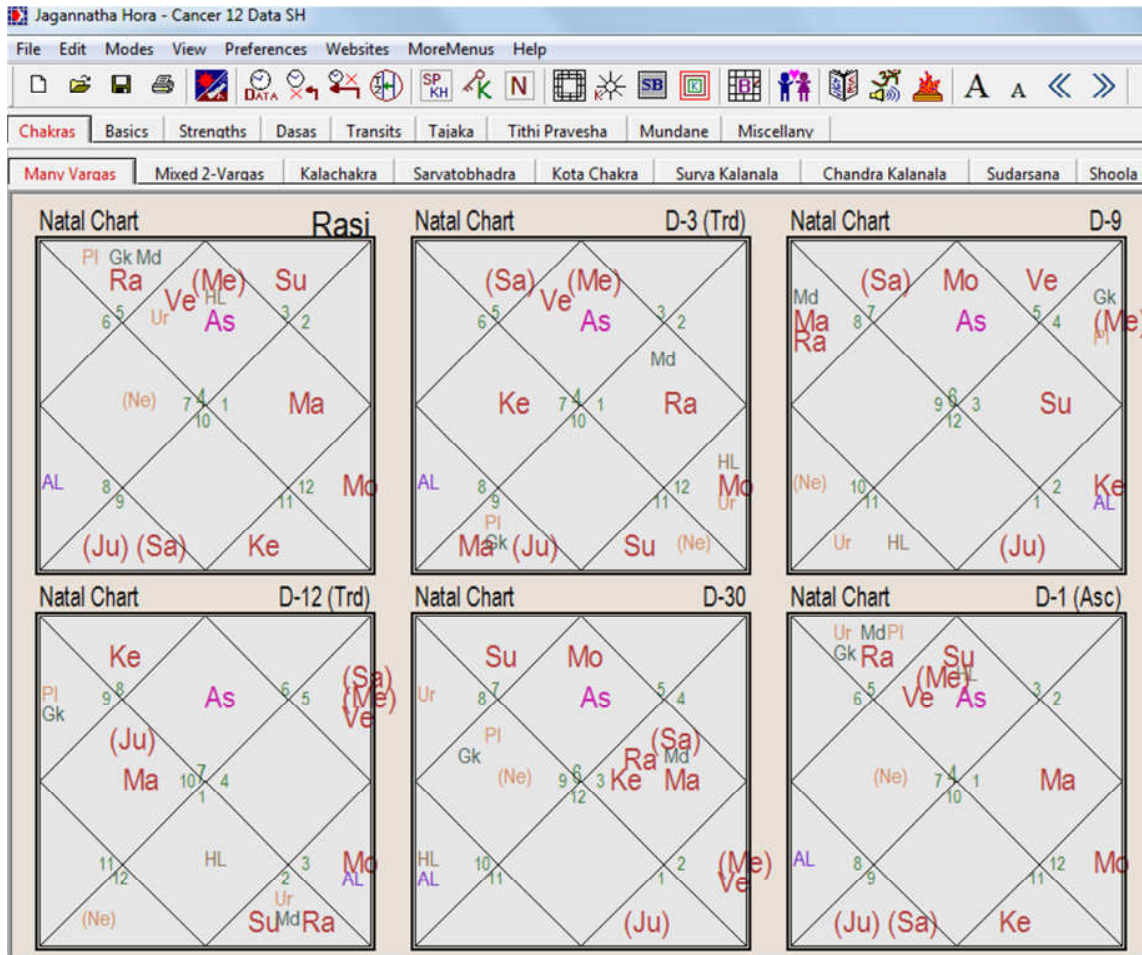 Jagannatha Hora - Cancer 12 Data SH
File Edit Modes View Preferences Websites MoreMenus Help
DATA SP KH K N K SB K B A A
Chakras Basics Strengths Dasas Transits Tajaka Tithi Pravesha Mundane Miscellany
Many Vargas Mixed 2-Vargas Kalachakra Sarvatobhadra Kota Chakra Surya Kalanala Chandra Kalanala Sudarsana Shoola
Natal Chart Rasi
Pl Gk Md
Ra (Me) Su
Ve HL
Ur As
6 5 3 2
(Ne) 7 4 1 Ma
10
AL 8 12 Mo
9 11
(Ju) (Sa) Ke
Natal Chart D-3 (Trd)
(Sa) (Me)
Ve
6 5 As 3 2
Md
Ke 7 4 1 Ra
10
HL
AL 8 12 Mo
9 11 Ur
Pl
Ma Gk (Ju) Su (Ne)
Natal Chart D-9
(Sa) Mo Ve
Md Gk
Ma 8 7 As 5 4 (Me)
Ra Pl
9 6 3 Su
12
(Ne) 10 2 Ke
11 1 AL
Ur HL (Ju)
Natal Chart D-12 (Trd)
Ke
(Sa)
Pl 9 8 As 6 5 (Me)
Gk Ve
(Ju)
Ma 10 7 4
1
11 HL 3 Mo
12 2 AL
Ur
(Ne) Su Md Ra
Natal Chart D-30
Su Mo
Ur 8 7 As 5 4
Pl (Sa)
Gk Ra Md
(Ne) 9 6 3 Ke Ma
12
HL 10 2 (Me)
AL 11 1 Ve
(Ju)
Natal Chart D-1 (Asc)
Ur Md Pl
Gk Ra Su
(Me) HL
6 5 Ve As 3 2
(Ne) 7 4 1 Ma
10
AL 8 12 Mo
9 11
(Ju) (Sa) Ke